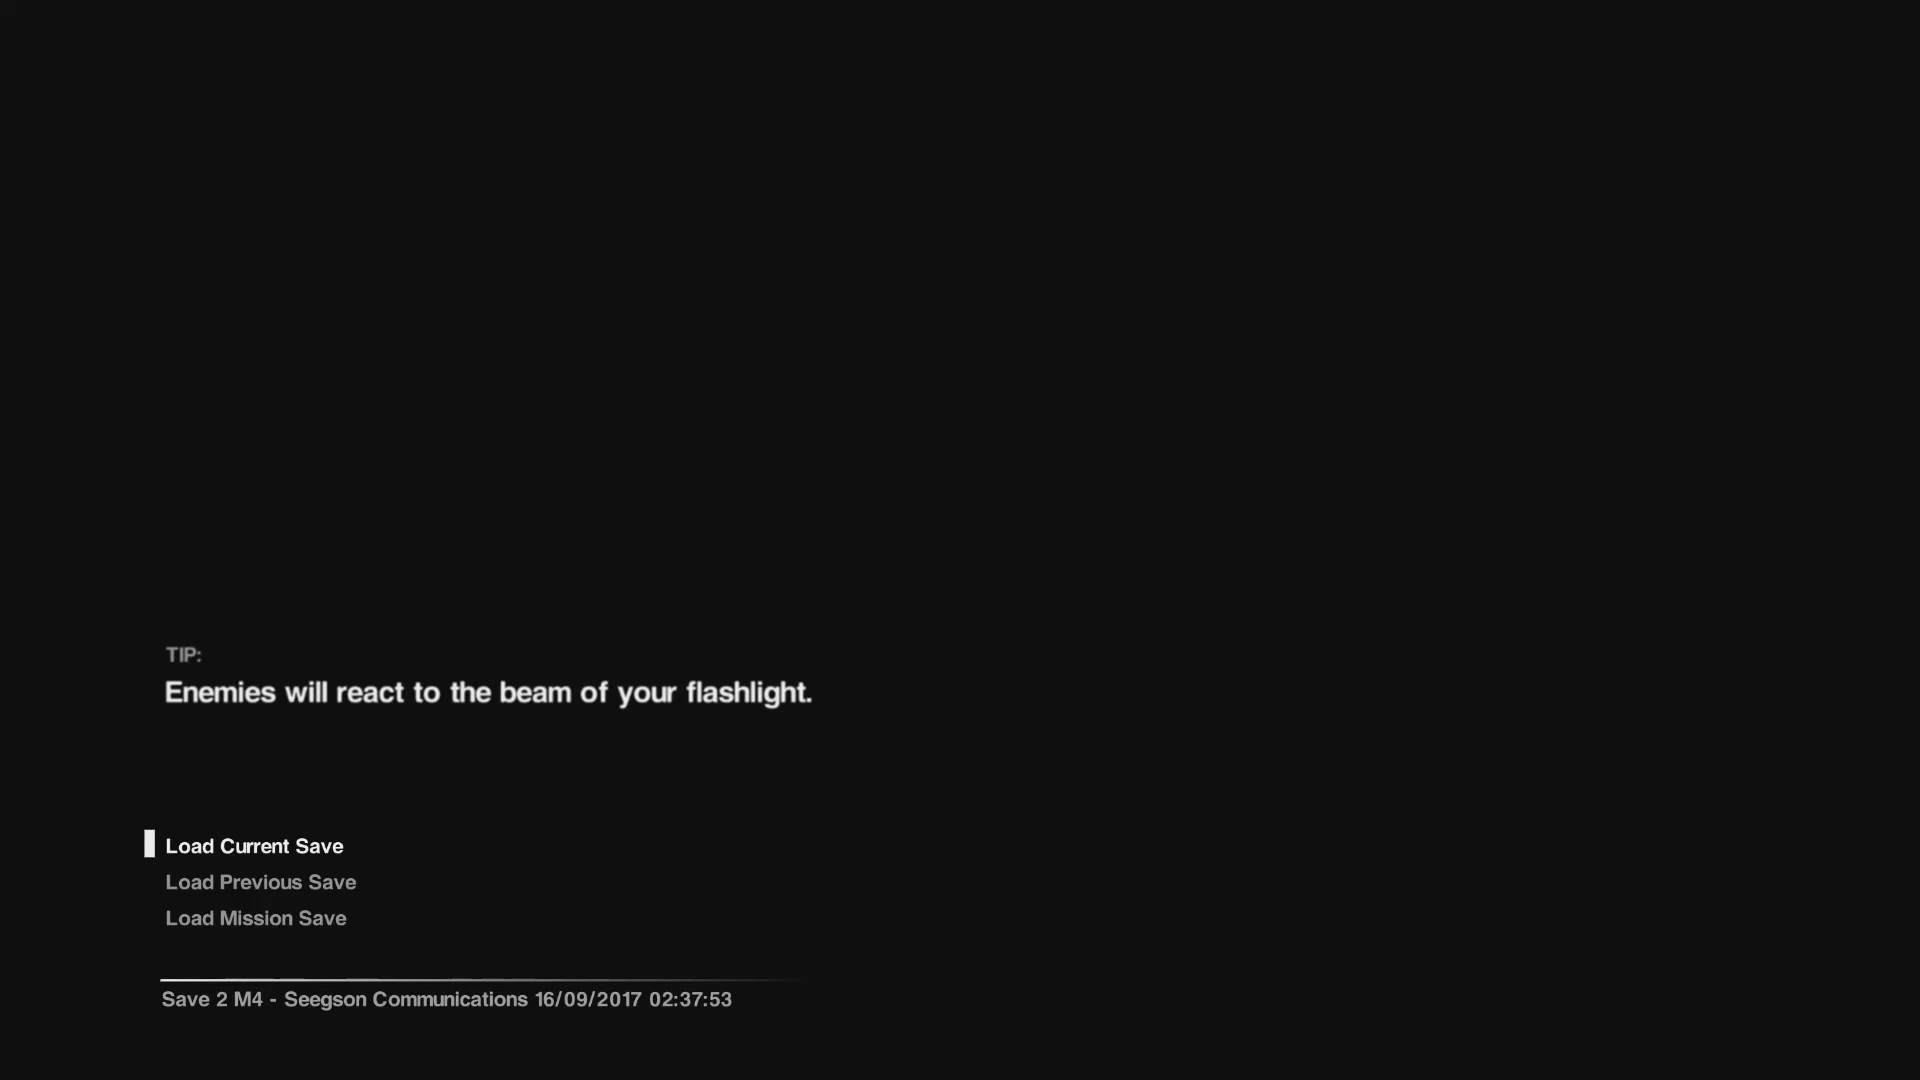 TIP:
Enemies will react to the beam of your flashlight.
Load Current Save
Load Previous Save
Load Mission Save
Save 2 M4 - Seegson Communications 16/09/2017 02:37:53